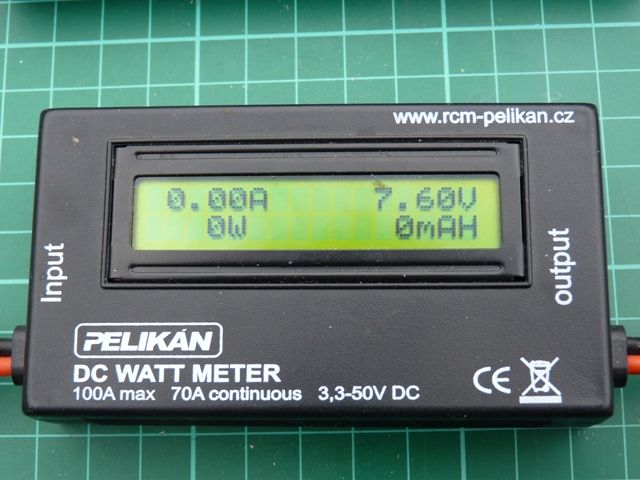 www.rcm-pelikan.cz
0.00A 7.60V
0W 0mAH
Input
output
PELIKÁN
DC WATT METER
100A max 70A continuous 3,3-50V DC
CE